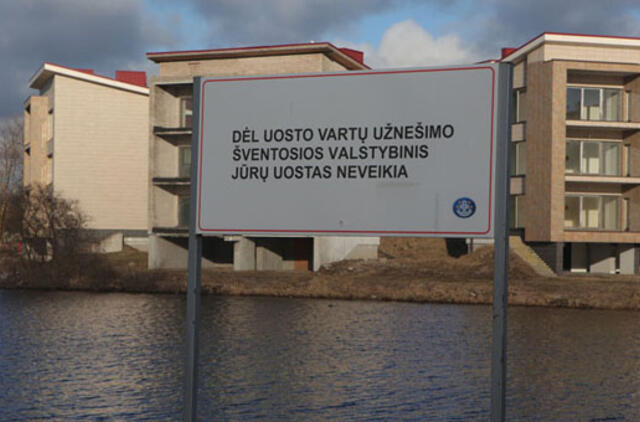 DĖL UOSTO VARTŲ UŽNEŠIMO
ŠVENTOSIOS VALSTYBINIS
JŪRŲ UOSTAS NEVEIKIA